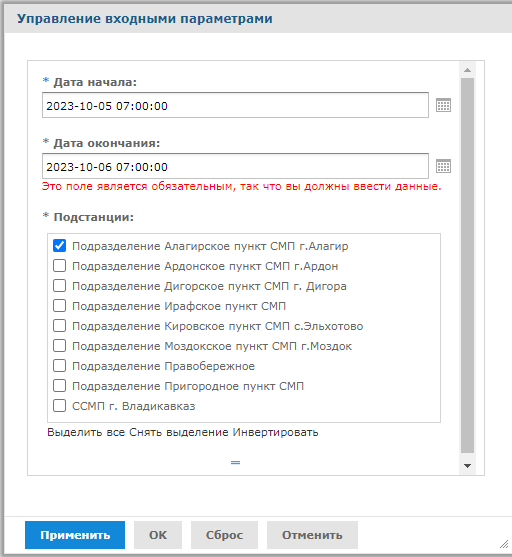 Управление входными параметрами
* Дата начала:
2023-10-05 07:00:00
* Дата окончания:
2023-10-06 07:00:00
Это поле является обязательным, так что вы должны ввести данные.
* Подстанции:
Подразделение Алагирское пункт СМП г.Алагир
Подразделение Ардонское пункт СМП г.Ардон
Подразделение Дигорское пункт СМП г. Дигора
Подразделение Ирафское пункт СМП
Подразделение Кировское пункт СМП с.Эльхотово
Подразделение Моздокское пункт СМП г.Моздок
Подразделение Правобережное
Подразделение Пригородное пункт СМП
ССМП г. Владикавказ
Выделить все Снять выделение Инвертировать
Применить OK Сброс Отменить